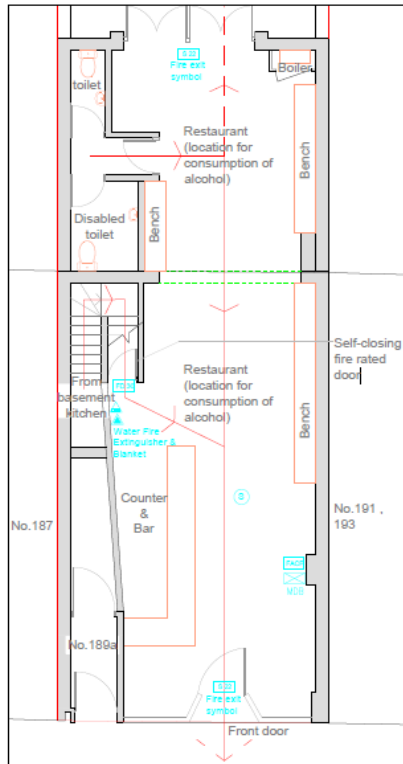 Fire exit
symbol
Boiler
toilet
Restaurant
(location for
consumption of
alcohol)
Bench
Bench
Disabled
toilet
Self-closing
fire rated
door
Restaurant
(location for
consumption of
alcohol)
From
basement
kitchen
FD 30
Water Fire
Extinguisher &
Blanket
Bench
Counter
&
Bar
No.187
No.191 ,
193
No.189a
Fire exit
symbol
Front door